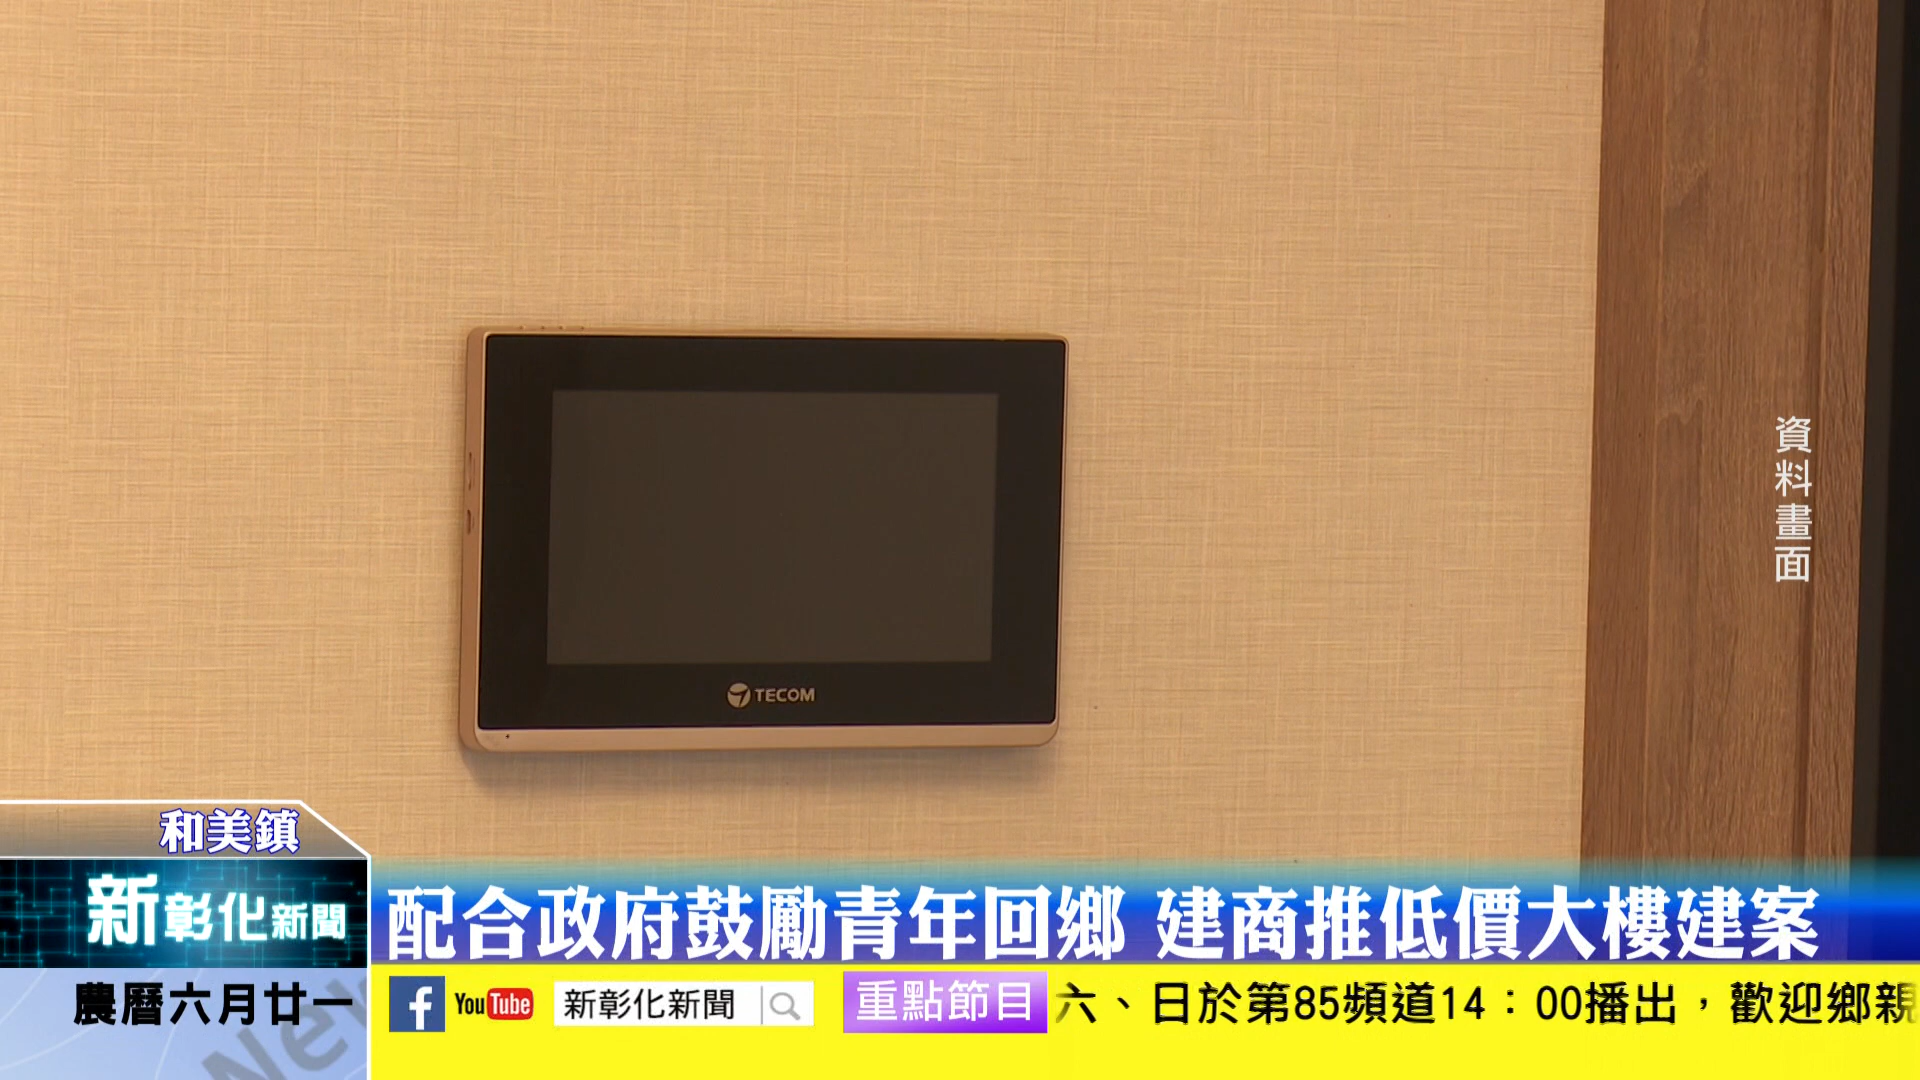 TECOM
資料畫面
和美鎮
新彰化新聞
配合政府鼓勵青年回鄉 建商推低價大樓建案
農曆六月廿一
YouTube 新彰化新聞
重點節目 六、日於第85頻道14：00播出，歡迎鄉親